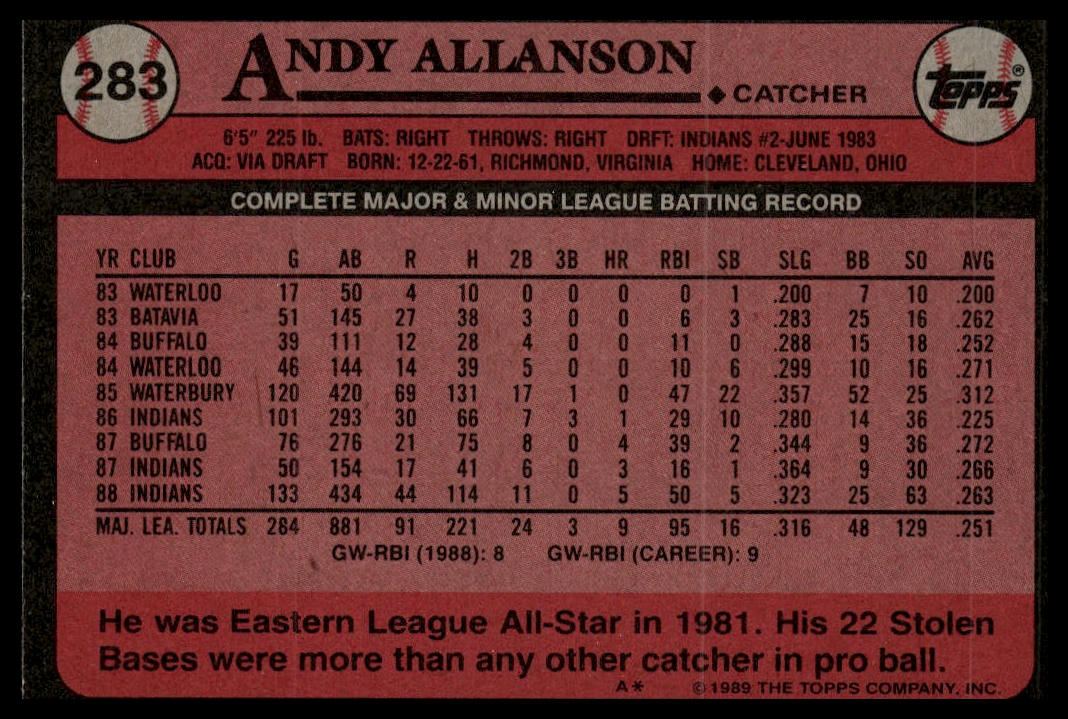 283
ANDY ALLANSON
◆ CATCHER
TOPPS®
6'5" 225 lb. BATS: RIGHT THROWS: RIGHT DRFT: INDIANS #2-JUNE 1983
ACQ: VIA DRAFT BORN: 12-22-61, RICHMOND, VIRGINIA HOME: CLEVELAND, OHIO
COMPLETE MAJOR & MINOR LEAGUE BATTING RECORD
YR CLUB G AB R H 2B 3B HR RBI SB SLG BB SO AVG
83 WATERLOO 17 50 4 10 0 0 0 0 1 .200 7 10 .200
83 BATAVIA 51 145 27 38 3 0 0 6 3 .283 25 16 .262
84 BUFFALO 39 111 12 28 4 0 0 11 0 .288 15 18 .252
84 WATERLOO 46 144 14 39 5 0 0 10 6 .299 10 16 .271
85 WATERBURY 120 420 69 131 17 1 0 47 22 .357 52 25 .312
86 INDIANS 101 293 30 66 7 3 1 29 10 .280 14 36 .225
87 BUFFALO 76 276 21 75 8 0 4 39 2 .344 9 36 .272
87 INDIANS 50 154 17 41 6 0 3 16 1 .364 9 30 .266
88 INDIANS 133 434 44 114 11 0 5 50 5 .323 25 63 .263
MAJ. LEA. TOTALS 284 881 91 221 24 3 9 95 16 .316 48 129 .251
GW-RBI (1988): 8 GW-RBI (CAREER): 9
He was Eastern League All-Star in 1981. His 22 Stolen
Bases were more than any other catcher in pro ball.
A* © 1989 THE TOPPS COMPANY, INC.